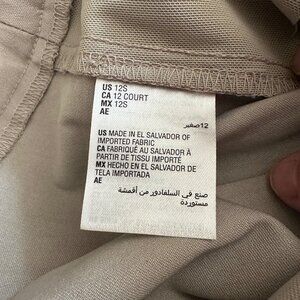 US 12S
CA 12 COURT
MX 12S
AE
12صغير
US MADE IN EL SALVADOR OF
IMPORTED FABRIC
CA FABRIQUÉ AU SALVADOR À
PARTIR DE TISSU IMPORTÉ
MX HECHO EN EL SALVADOR DE
TELA IMPORTADA
AE
صنع في السلفادور من أقمشة
مستوردة